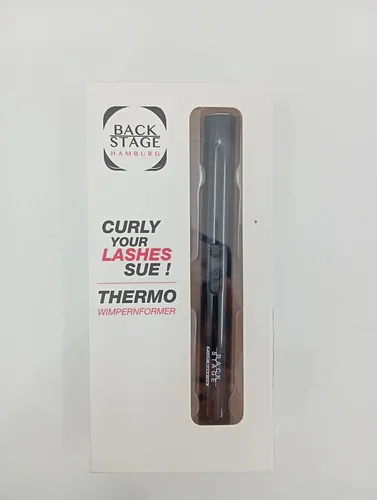 BACK
STAGE
HAMBURG
CURLY
YOUR
LASHES
SUE !
THERMO
WIMPERNFORMER
BACK
STAGE